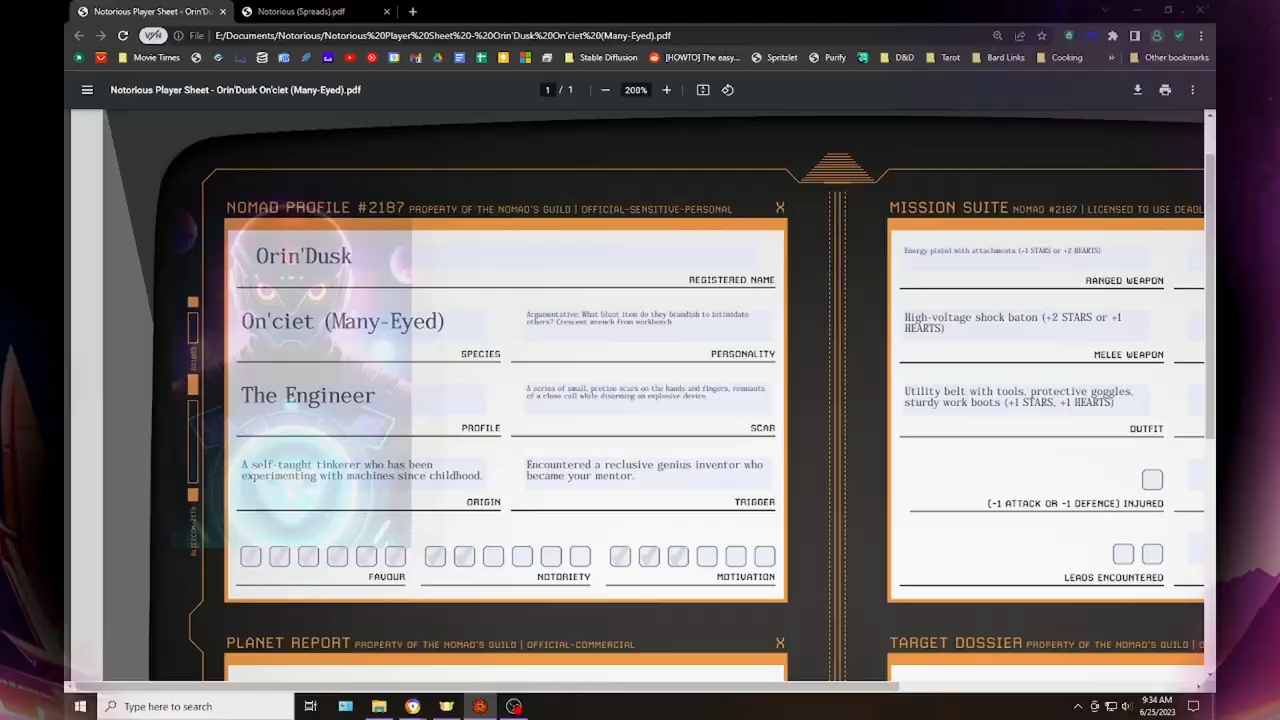 Notorious Player Sheet - Orin'Du
Notorious (Spreads).pdf
VPN
File
E:/Documents/Notorious/Notorious%20Player%20Sheet%20-%20Orin'Dusk%20On'ciet%20(Many-Eyed).pdf
Movie Times
Stable Diffusion
[HOWTO] The easy...
Spritzlet
Purify
D&D
Tarot
Bard Links
Cooking
»
Other bookmarks
Notorious Player Sheet - Orin'Dusk On'ciet (Many-Eyed).pdf
1 / 1
200%
NOMAD PROFILE #2187 PROPERTY OF THE NOMAD'S GUILD | OFFICIAL-SENSITIVE-PERSONAL X
Orin'Dusk
REGISTERED NAME
On'ciet (Many-Eyed)
SPECIES
Argumentative: What blunt item do they brandish to intimidate
others? Crescent wrench from workbench
PERSONALITY
The Engineer
PROFILE
A series of small, precise scars on the hands and fingers, remnants
of a close call while disarming an explosive device.
SCAR
A self-taught tinkerer who has been
experimenting with machines since childhood.
ORIGIN
Encountered a reclusive genius inventor who
became your mentor.
TRIGGER
FAVOUR
NOTORIETY
MOTIVATION
MISSION SUITE NOMAD #2187 | LICENSED TO USE DEADL
Energy pistol with attachments (+1 STARS or +2 HEARTS)
RANGED WEAPON
High-voltage shock baton (+2 STARS or +1
HEARTS)
MELEE WEAPON
Utility belt with tools, protective goggles,
sturdy work boots (+1 STARS, +1 HEARTS)
OUTFIT
(-1 ATTACK OR -1 DEFENCE) INJURED
LEADS ENCOUNTERED
PLANET REPORT PROPERTY OF THE NOMAD'S GUILD | OFFICIAL-COMMERCIAL X
TARGET DOSSIER PROPERTY OF THE NOMAD'S GUILD |
Type here to search
9:34 AM
6/25/2023